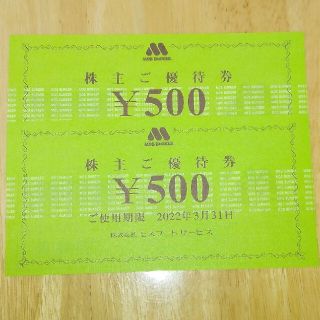 MOS BURGER
株主ご優待券
¥500
MOS BURGER
株主ご優待券
¥500
ご使用期限 2022年3月31日
株式会社 モスフードサービス